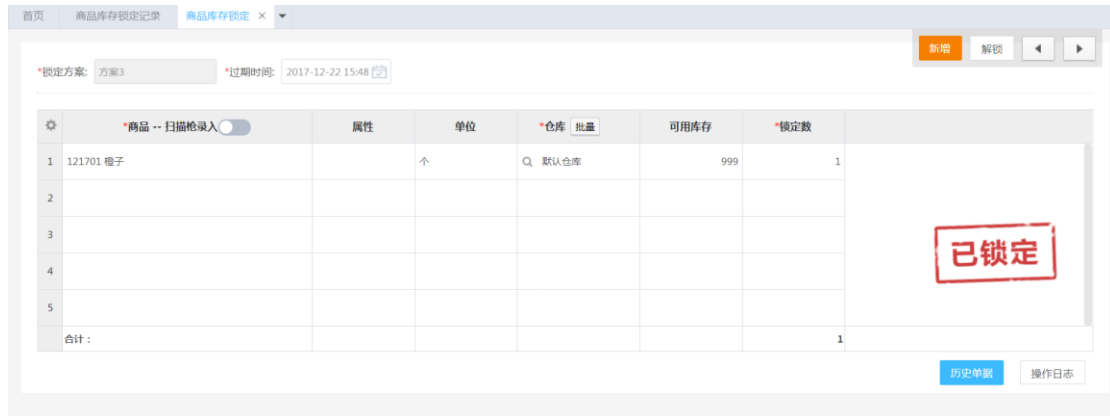 首页 商品库存锁定记录 商品库存锁定 ×
新增 解锁
*锁定方案: 方案3 *过期时间: 2017-12-22 15:48
*商品 -- 扫描枪录入 属性 单位 *仓库 批量 可用库存 *锁定数
1 121701 橙子 个 默认仓库 999 1
2
3
已锁定
4
5
合计： 1
历史单据 操作日志